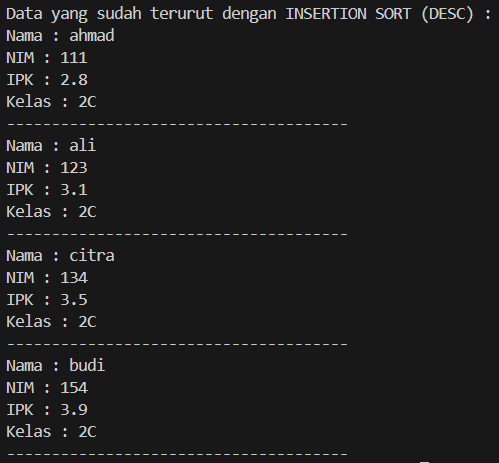 Data yang sudah terurut dengan INSERTION SORT (DESC) :
Nama : ahmad
NIM : 111
IPK : 2.8
Kelas : 2C
-------------------------------------
Nama : ali
NIM : 123
IPK : 3.1
Kelas : 2C
-------------------------------------
Nama : citra
NIM : 134
IPK : 3.5
Kelas : 2C
-------------------------------------
Nama : budi
NIM : 154
IPK : 3.9
Kelas : 2C
-------------------------------------